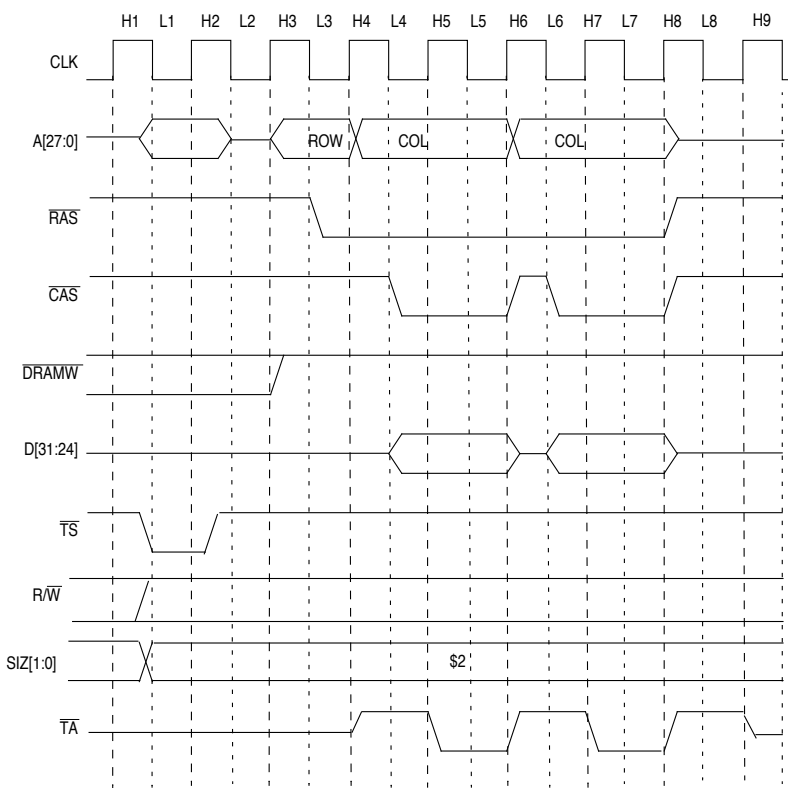 H1 L1 H2 L2 H3 L3 H4 L4 H5 L5 H6 L6 H7 L7 H8 L8 H9
CLK
A[27:0] ROW COL COL
RAS
CAS
DRAMW
D[31:24]
TS
R/W
SIZ[1:0] $2
TA